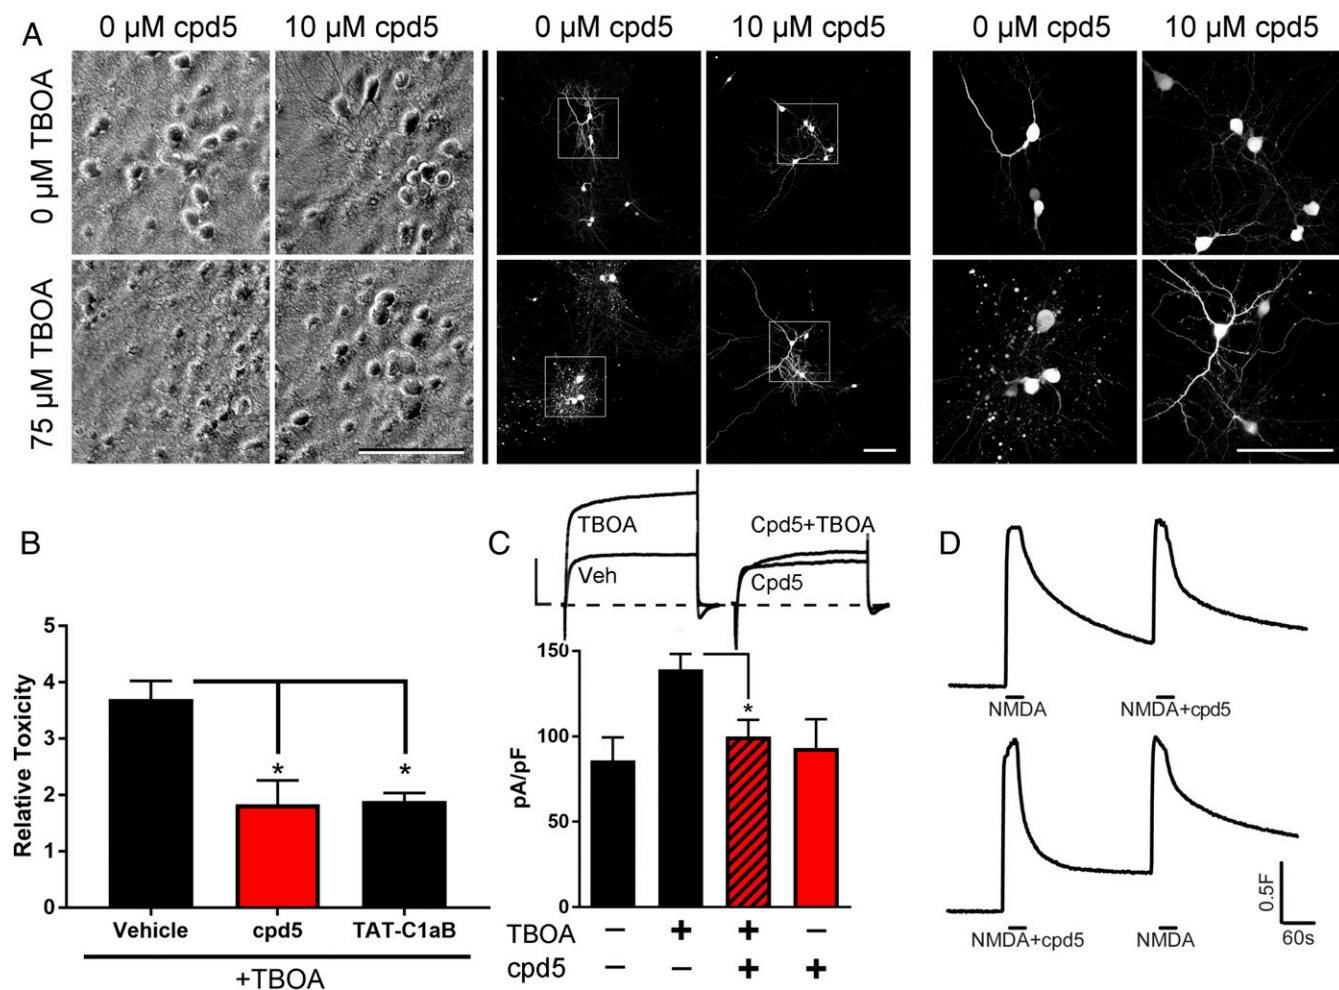 A
0 µM cpd5
10 µM cpd5
0 µM cpd5
10 µM cpd5
0 µM cpd5
10 µM cpd5
0 µM TBOA
75 µM TBOA
B
Relative Toxicity
5
4
3
2
1
0
*
*
Vehicle
cpd5
TAT-C1aB
+TBOA
C
TBOA
Veh
Cpd5+TBOA
Cpd5
pA/pF
150
100
50
0
*
TBOA − + + −
cpd5 − − + +
D
NMDA
NMDA+cpd5
NMDA+cpd5
NMDA
0.5F
60s